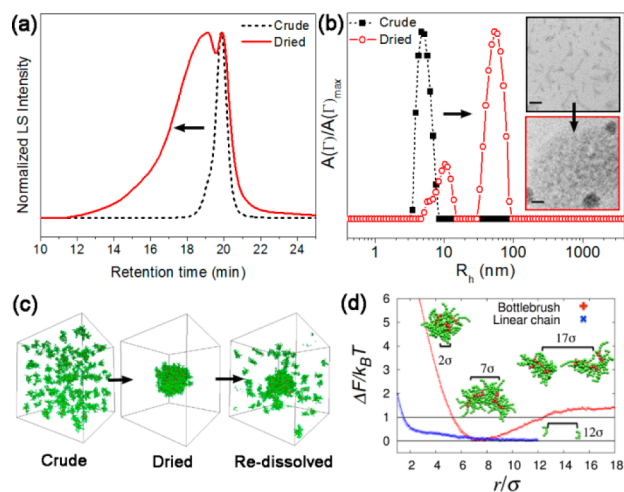 (a)
Crude
Dried
Normalized LS Intensity
10 12 14 16 18 20 22 24
Retention time (min)
(b)
Crude
Dried
A(Γ)/A(Γ)max
1 10 100 1000
Rh (nm)
(c)
Crude
Dried
Re-dissolved
(d)
Bottlebrush
Linear chain
17σ
2σ
7σ
12σ
ΔF/kBT
6
5
4
3
2
1
0
2 4 6 8 10 12 14 16 18
r/σ